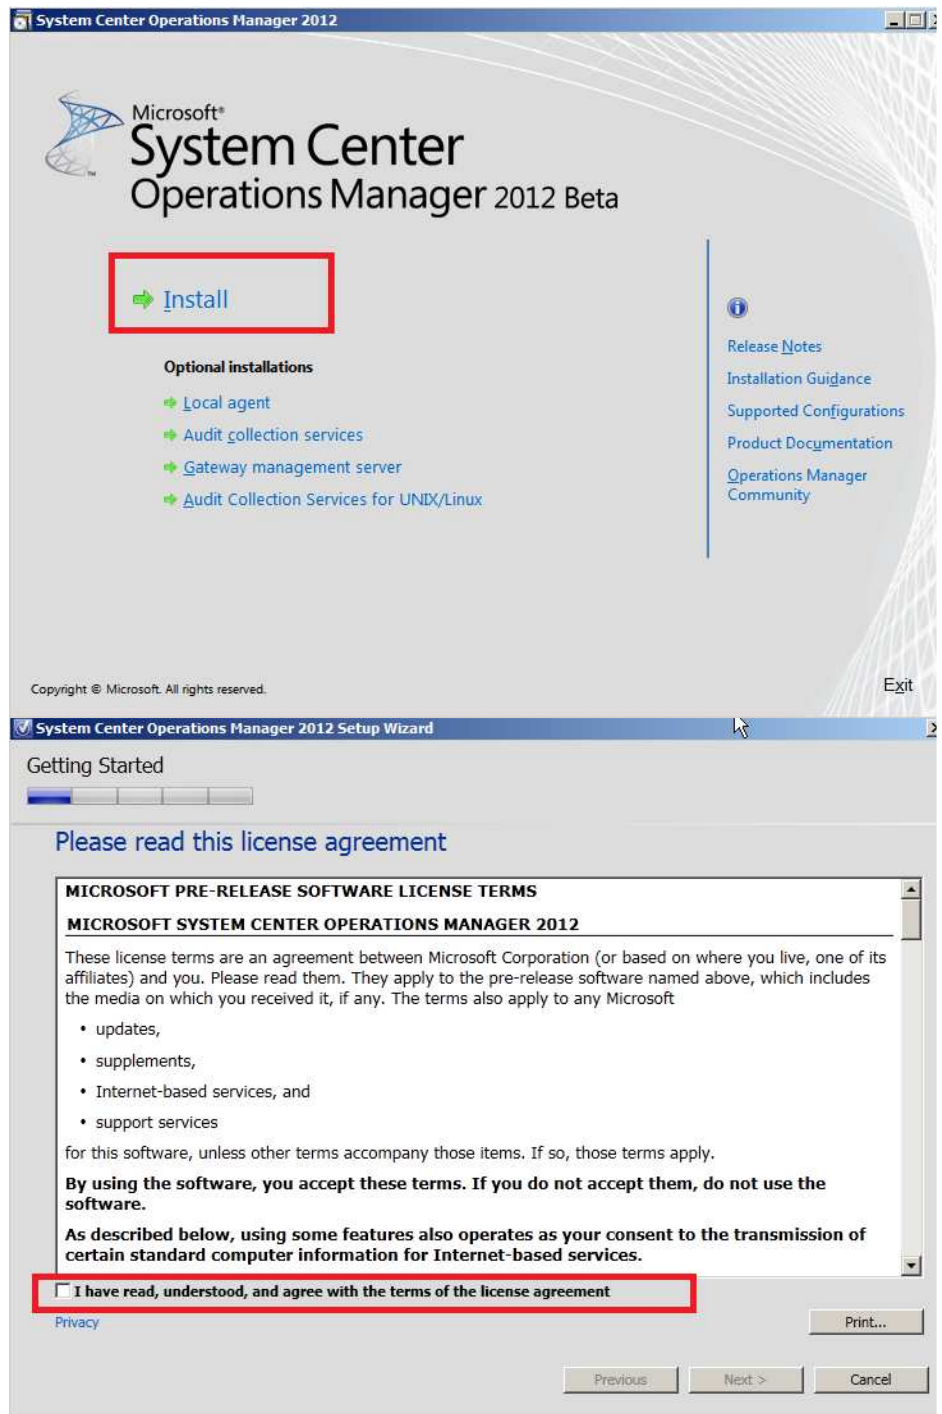 System Center Operations Manager 2012
Microsoft®
System Center
Operations Manager 2012 Beta
Install
Optional installations
Local agent
Audit collection services
Gateway management server
Audit Collection Services for UNIX/Linux
Release Notes
Installation Guidance
Supported Configurations
Product Documentation
Operations Manager
Community
Copyright © Microsoft. All rights reserved.
Exit
System Center Operations Manager 2012 Setup Wizard
Getting Started
Please read this license agreement
MICROSOFT PRE-RELEASE SOFTWARE LICENSE TERMS
MICROSOFT SYSTEM CENTER OPERATIONS MANAGER 2012
These license terms are an agreement between Microsoft Corporation (or based on where you live, one of its
affiliates) and you. Please read them. They apply to the pre-release software named above, which includes
the media on which you received it, if any. The terms also apply to any Microsoft
• updates,
• supplements,
• Internet-based services, and
• support services
for this software, unless other terms accompany those items. If so, those terms apply.
By using the software, you accept these terms. If you do not accept them, do not use the
software.
As described below, using some features also operates as your consent to the transmission of
certain standard computer information for Internet-based services.
I have read, understood, and agree with the terms of the license agreement
Privacy
Print...
Previous
Next >
Cancel